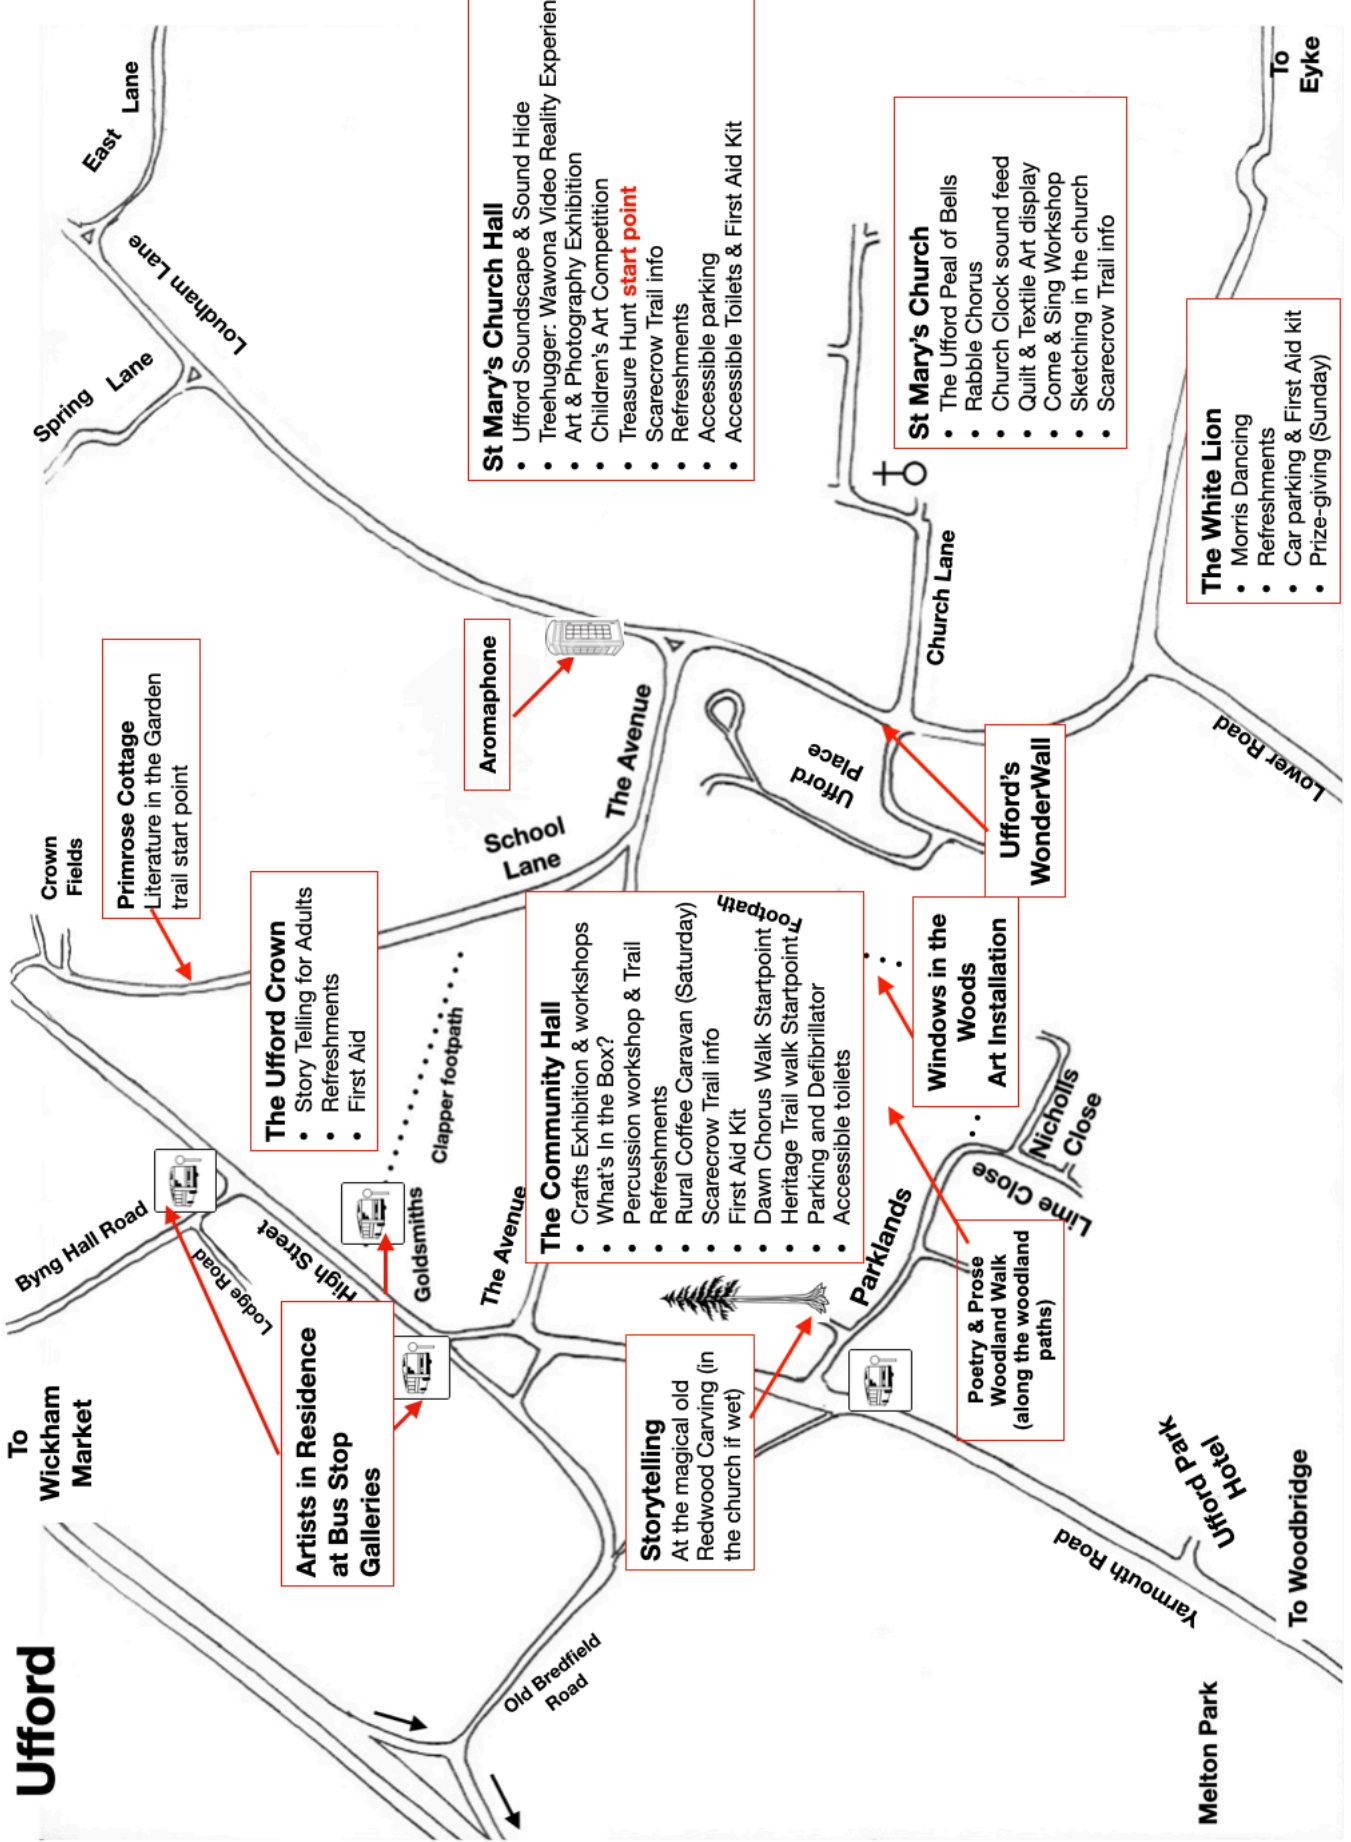 Ufford
To
Wickham
Market
Byng Hall Road
Lodge Road
High Street
Crown
Fields
Spring Lane
Loudham Lane
East Lane
Primrose Cottage
Literature in the Garden
trail start point
The Ufford Crown
• Story Telling for Adults
• Refreshments
• First Aid
Artists in Residence
at Bus Stop
Galleries
Goldsmiths
Clapper footpath
School
Lane
The Avenue
The Avenue
Aromaphone
St Mary's Church Hall
• Ufford Soundscape & Sound Hide
• Treehugger: Wawona Video Reality Experien
• Art & Photography Exhibition
• Children's Art Competition
• Treasure Hunt start point
• Scarecrow Trail info
• Refreshments
• Accessible parking
• Accessible Toilets & First Aid Kit
The Community Hall
• Crafts Exhibition & workshops
• What's In the Box?
• Percussion workshop & Trail
• Refreshments
• Rural Coffee Caravan (Saturday)
• Scarecrow Trail info
• First Aid Kit
• Dawn Chorus Walk Startpoint
• Heritage Trail walk Startpoint
• Parking and Defibrillator
• Accessible toilets
Footpath
Old Bredfield
Road
Storytelling
At the magical old
Redwood Carving (in
the church if wet)
Parklands
Lime Close
Nicholls
Close
Ufford
Place
Church Lane
St Mary's Church
• The Ufford Peal of Bells
• Rabble Chorus
• Church Clock sound feed
• Quilt & Textile Art display
• Come & Sing Workshop
• Sketching in the church
• Scarecrow Trail info
Windows in the
Woods
Art Installation
Ufford's
WonderWall
Poetry & Prose
Woodland Walk
(along the woodland
paths)
Yarmouth Road
Ufford Park
Hotel
Lower Road
The White Lion
• Morris Dancing
• Refreshments
• Car parking & First Aid kit
• Prize-giving (Sunday)
To
Eyke
Melton Park
To Woodbridge